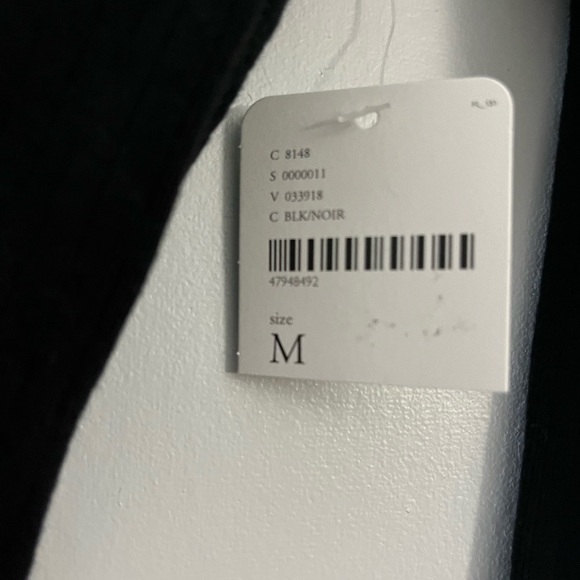 C 8148
S 0000011
V 033918
C BLK/NOIR
47948492
size
M